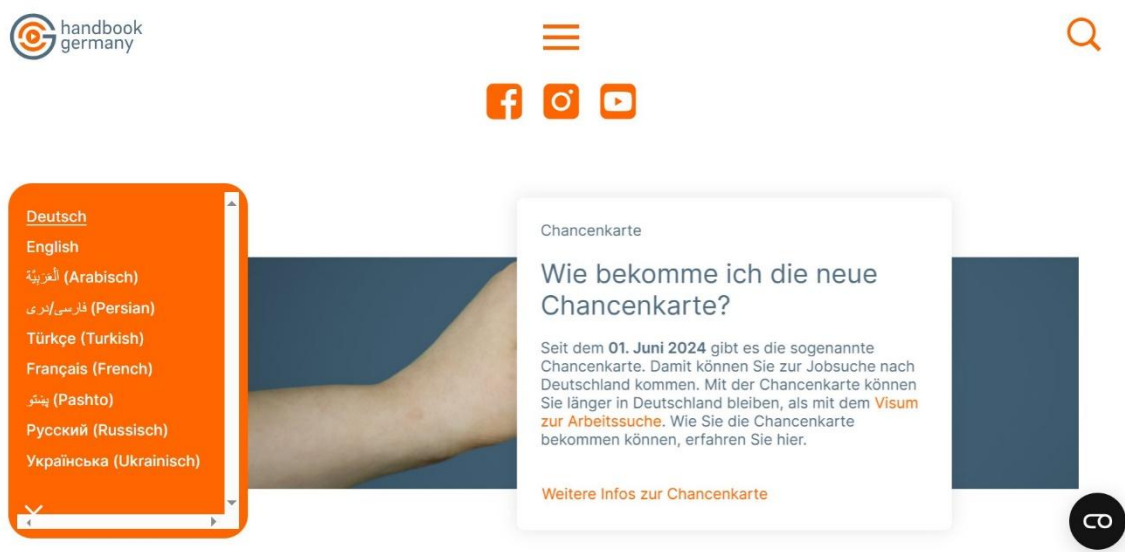 handbook
germany
Deutsch
English
الْعَرَبِيَّة (Arabisch)
فارسی/دری (Persian)
Türkçe (Turkish)
Français (French)
پښتو (Pashto)
Русский (Russisch)
Українська (Ukrainisch)
Chancenkarte
Wie bekomme ich die neue
Chancenkarte?
Seit dem 01. Juni 2024 gibt es die sogenannte
Chancenkarte. Damit können Sie zur Jobsuche nach
Deutschland kommen. Mit der Chancenkarte können
Sie länger in Deutschland bleiben, als mit dem Visum
zur Arbeitssuche. Wie Sie die Chancenkarte
bekommen können, erfahren Sie hier.
Weitere Infos zur Chancenkarte